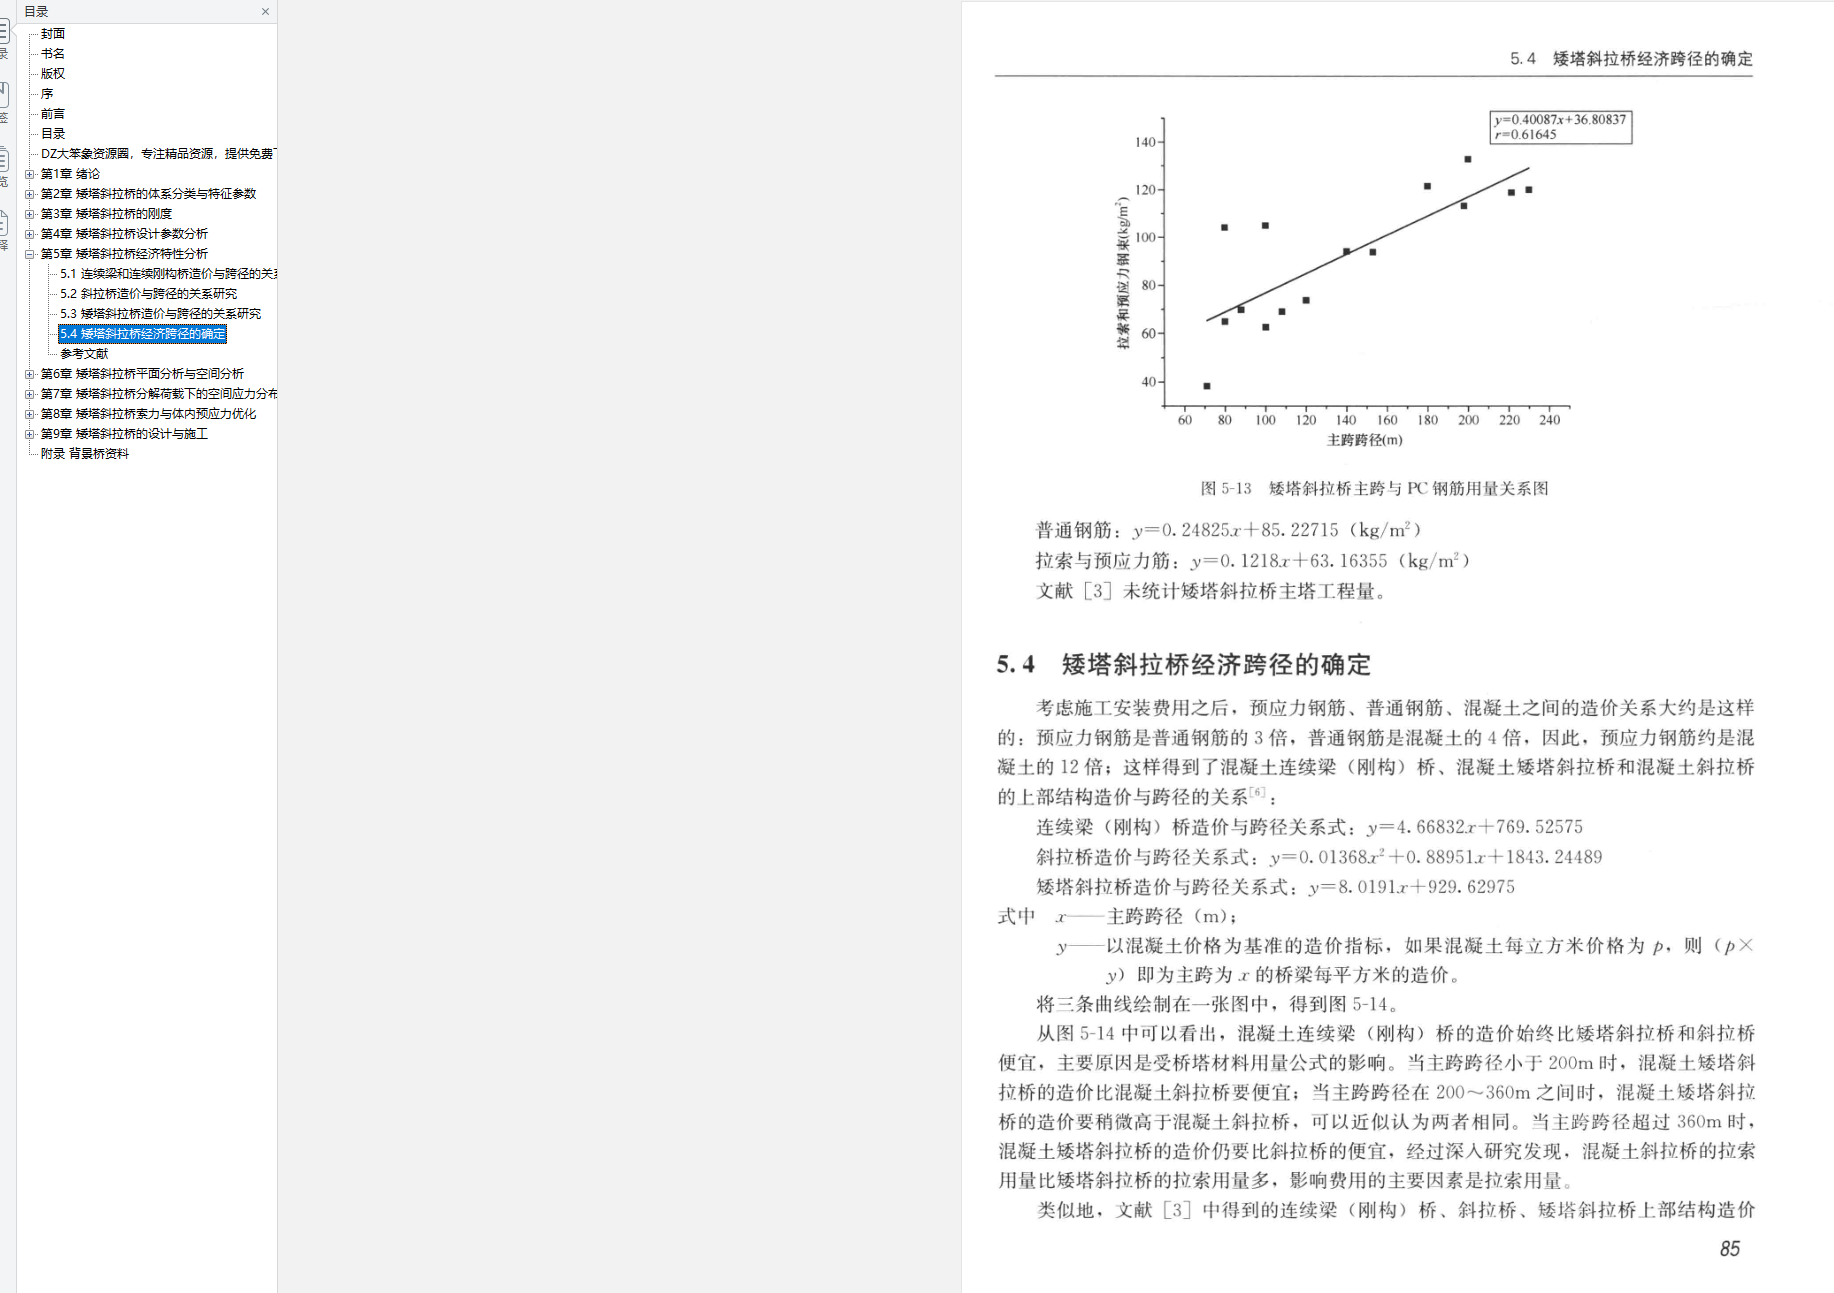 目录
封面
书名
版权
序
前言
目录
DZ大笨象资源圈，专注精品资源，提供免费
第1章 绪论
第2章 矮塔斜拉桥的体系分类与特征参数
第3章 矮塔斜拉桥的刚度
第4章 矮塔斜拉桥设计参数分析
第5章 矮塔斜拉桥经济特性分析
5.1 连续梁和连续刚构桥造价与跨径的关系
5.2 斜拉桥造价与跨径的关系研究
5.3 矮塔斜拉桥造价与跨径的关系研究
5.4 矮塔斜拉桥经济跨径的确定
参考文献
第6章 矮塔斜拉桥平面分析与空间分析
第7章 矮塔斜拉桥分解荷载下的空间应力分布
第8章 矮塔斜拉桥索力与体内预应力优化
第9章 矮塔斜拉桥的设计与施工
附录 背景桥资料
5.4 矮塔斜拉桥经济跨径的确定
y=0.40087x+36.80837
r=0.61645
拉索和预应力钢束(kg/m²)
140
120
100
80
60
40
60 80 100 120 140 160 180 200 220 240
主跨跨径(m)
图 5-13 矮塔斜拉桥主跨与 PC 钢筋用量关系图
普通钢筋：y=0.24825x+85.22715（kg/m²）
拉索与预应力筋：y=0.1218x+63.16355（kg/m²）
文献［3］未统计矮塔斜拉桥主塔工程量。
5.4 矮塔斜拉桥经济跨径的确定
考虑施工安装费用之后，预应力钢筋、普通钢筋、混凝土之间的造价关系大约是这样
的：预应力钢筋是普通钢筋的 3 倍，普通钢筋是混凝土的 4 倍，因此，预应力钢筋约是混
凝土的 12 倍；这样得到了混凝土连续梁（刚构）桥、混凝土矮塔斜拉桥和混凝土斜拉桥
的上部结构造价与跨径的关系[6]：
连续梁（刚构）桥造价与跨径关系式：y=4.66832x+769.52575
斜拉桥造价与跨径关系式：y=0.01368x²+0.88951x+1843.24489
矮塔斜拉桥造价与跨径关系式：y=8.0191x+929.62975
式中 x——主跨跨径（m）；
y——以混凝土价格为基准的造价指标，如果混凝土每立方米价格为 p，则（p×
y）即为主跨为 x 的桥梁每平方米的造价。
将三条曲线绘制在一张图中，得到图 5-14。
从图 5-14 中可以看出，混凝土连续梁（刚构）桥的造价始终比矮塔斜拉桥和斜拉桥
便宜，主要原因是受桥塔材料用量公式的影响。当主跨跨径小于 200m 时，混凝土矮塔斜
拉桥的造价比混凝土斜拉桥要便宜；当主跨跨径在 200～360m 之间时，混凝土矮塔斜拉
桥的造价要稍微高于混凝土斜拉桥，可以近似认为两者相同。当主跨跨径超过 360m 时，
混凝土矮塔斜拉桥的造价仍要比斜拉桥的便宜，经过深入研究发现，混凝土斜拉桥的拉索
用量比矮塔斜拉桥的拉索用量多，影响费用的主要因素是拉索用量。
类似地，文献［3］中得到的连续梁（刚构）桥、斜拉桥、矮塔斜拉桥上部结构造价
85